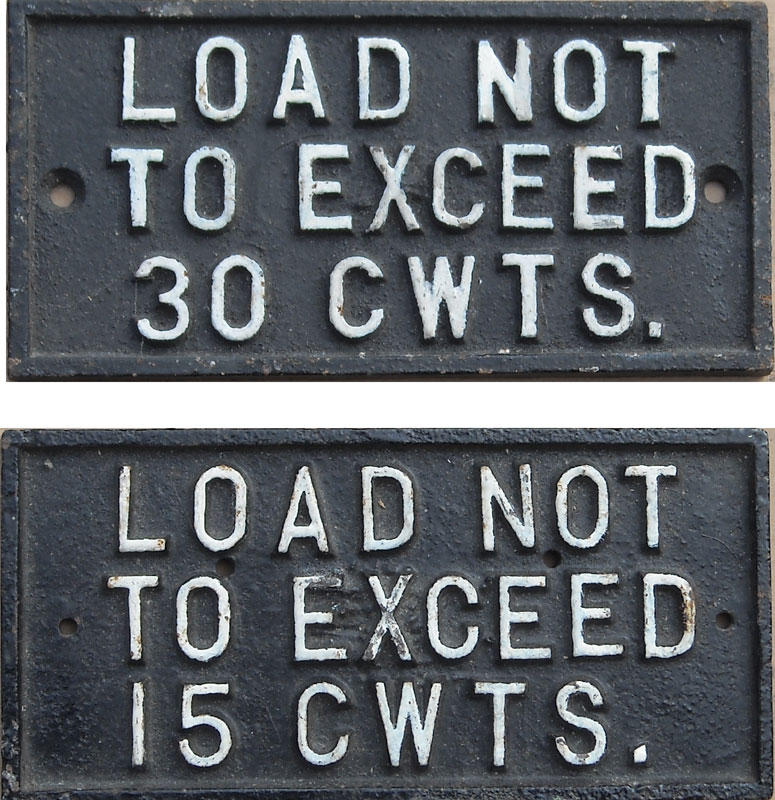 LOAD NOT
TO EXCEED
30 CWTS.
LOAD NOT
TO EXCEED
15 CWTS.